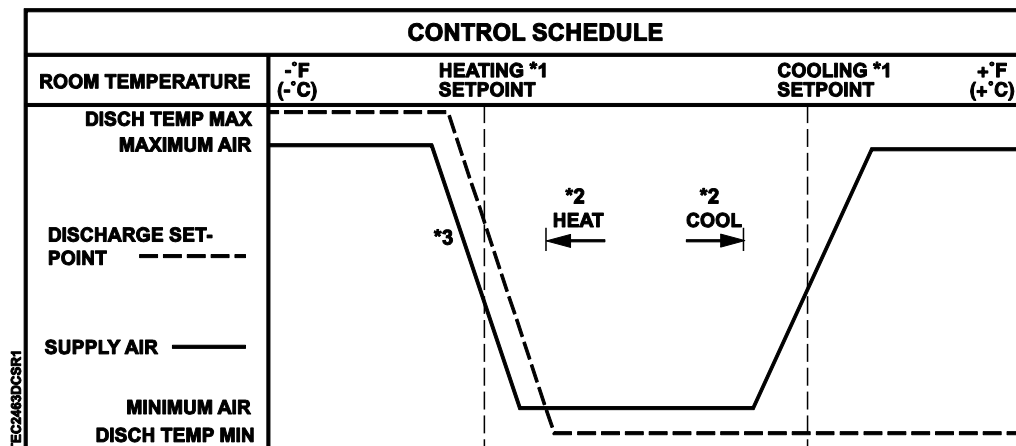 CONTROL SCHEDULE
ROOM TEMPERATURE
-°F
(-°C)
HEATING *1
SETPOINT
COOLING *1
SETPOINT
+°F
(+°C)
DISCH TEMP MAX
MAXIMUM AIR
*2
HEAT
*2
COOL
*3
DISCHARGE SET-
POINT
SUPPLY AIR
MINIMUM AIR
DISCH TEMP MIN
TEC2463DCSR1